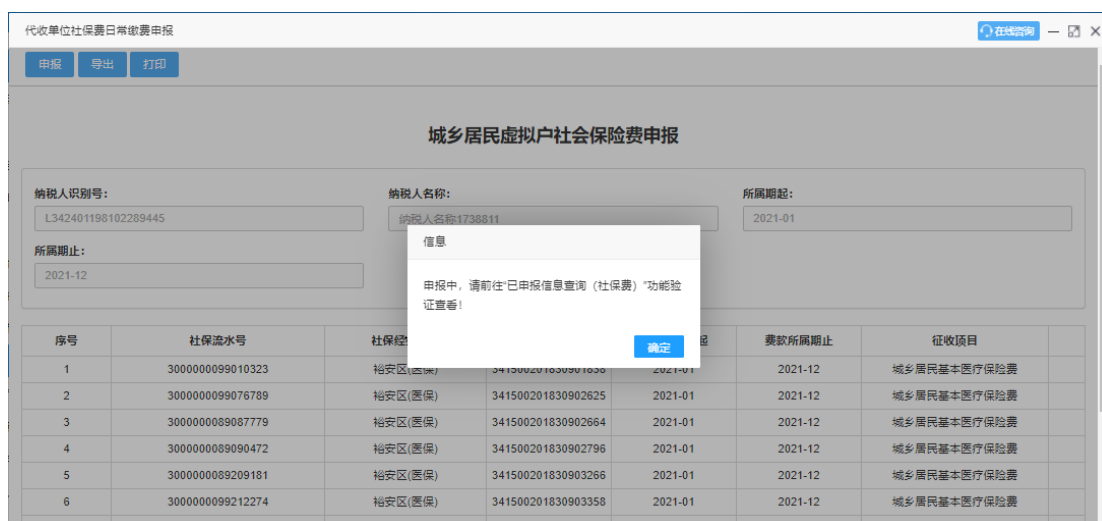 代收单位社保费日常缴费申报
在线咨询
申报 导出 打印
城乡居民虚拟户社会保险费申报
纳税人识别号: 纳税人名称: 所属期起:
L342401198102289445 纳税人名称1738811 2021-01
所属期止:
2021-12
信息
申报中，请前往“已申报信息查询（社保费）”功能验
证查看！
确定
序号 社保流水号 社保经 起 费款所属期止 征收项目
1 3000000099010323 裕安区(医保) 341500201830901838 2021-01 2021-12 城乡居民基本医疗保险费
2 3000000099076789 裕安区(医保) 341500201830902625 2021-01 2021-12 城乡居民基本医疗保险费
3 3000000089087779 裕安区(医保) 341500201830902664 2021-01 2021-12 城乡居民基本医疗保险费
4 3000000089090472 裕安区(医保) 341500201830902796 2021-01 2021-12 城乡居民基本医疗保险费
5 3000000089209181 裕安区(医保) 341500201830903266 2021-01 2021-12 城乡居民基本医疗保险费
6 3000000099212274 裕安区(医保) 341500201830903358 2021-01 2021-12 城乡居民基本医疗保险费